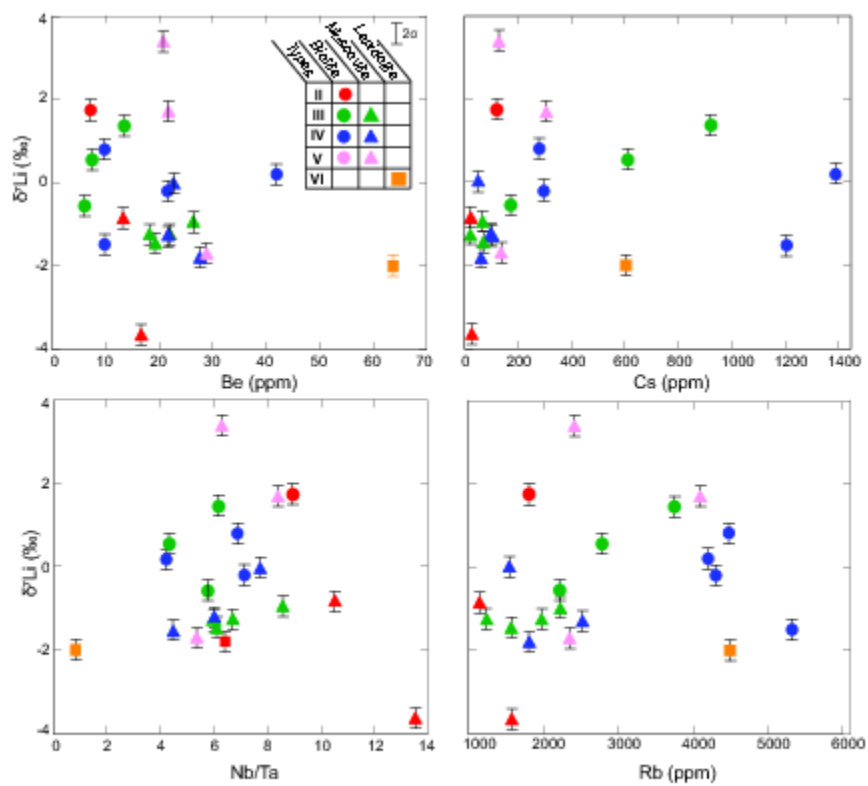 4
2
0
-2
-4
δ⁷Li (‰)
0 10 20 30 40 50 60 70
Be (ppm)
2σ
Types Biotite Muscovite Lepidolite
II
III
IV
V
VI
0 200 400 600 800 1000 1200 1400
Cs (ppm)
4
2
0
-2
-4
δ⁷Li (‰)
0 2 4 6 8 10 12 14
Nb/Ta
1000 2000 3000 4000 5000 6000
Rb (ppm)